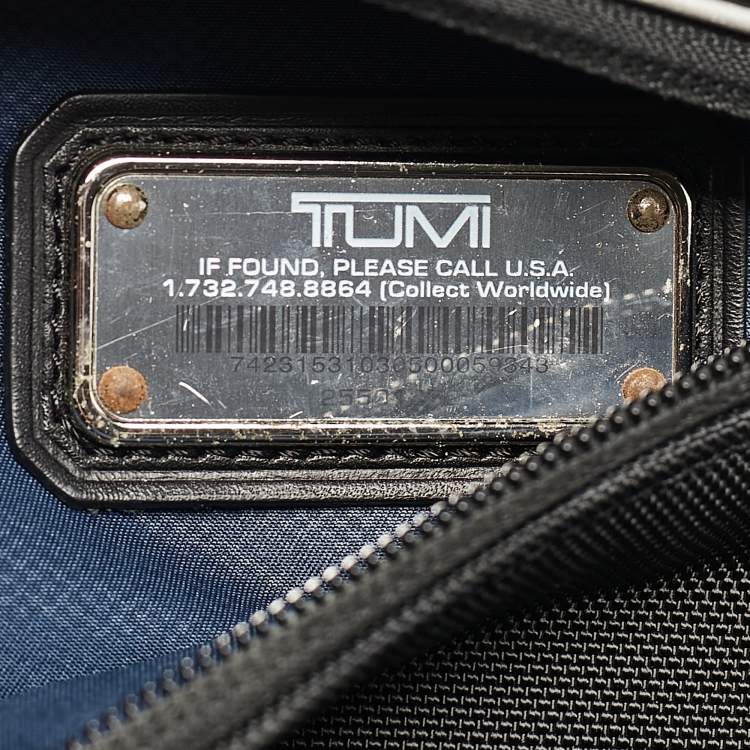 TUMI
IF FOUND, PLEASE CALL U.S.A.
1.732.748.8864 (Collect Worldwide)
74231531030500059343